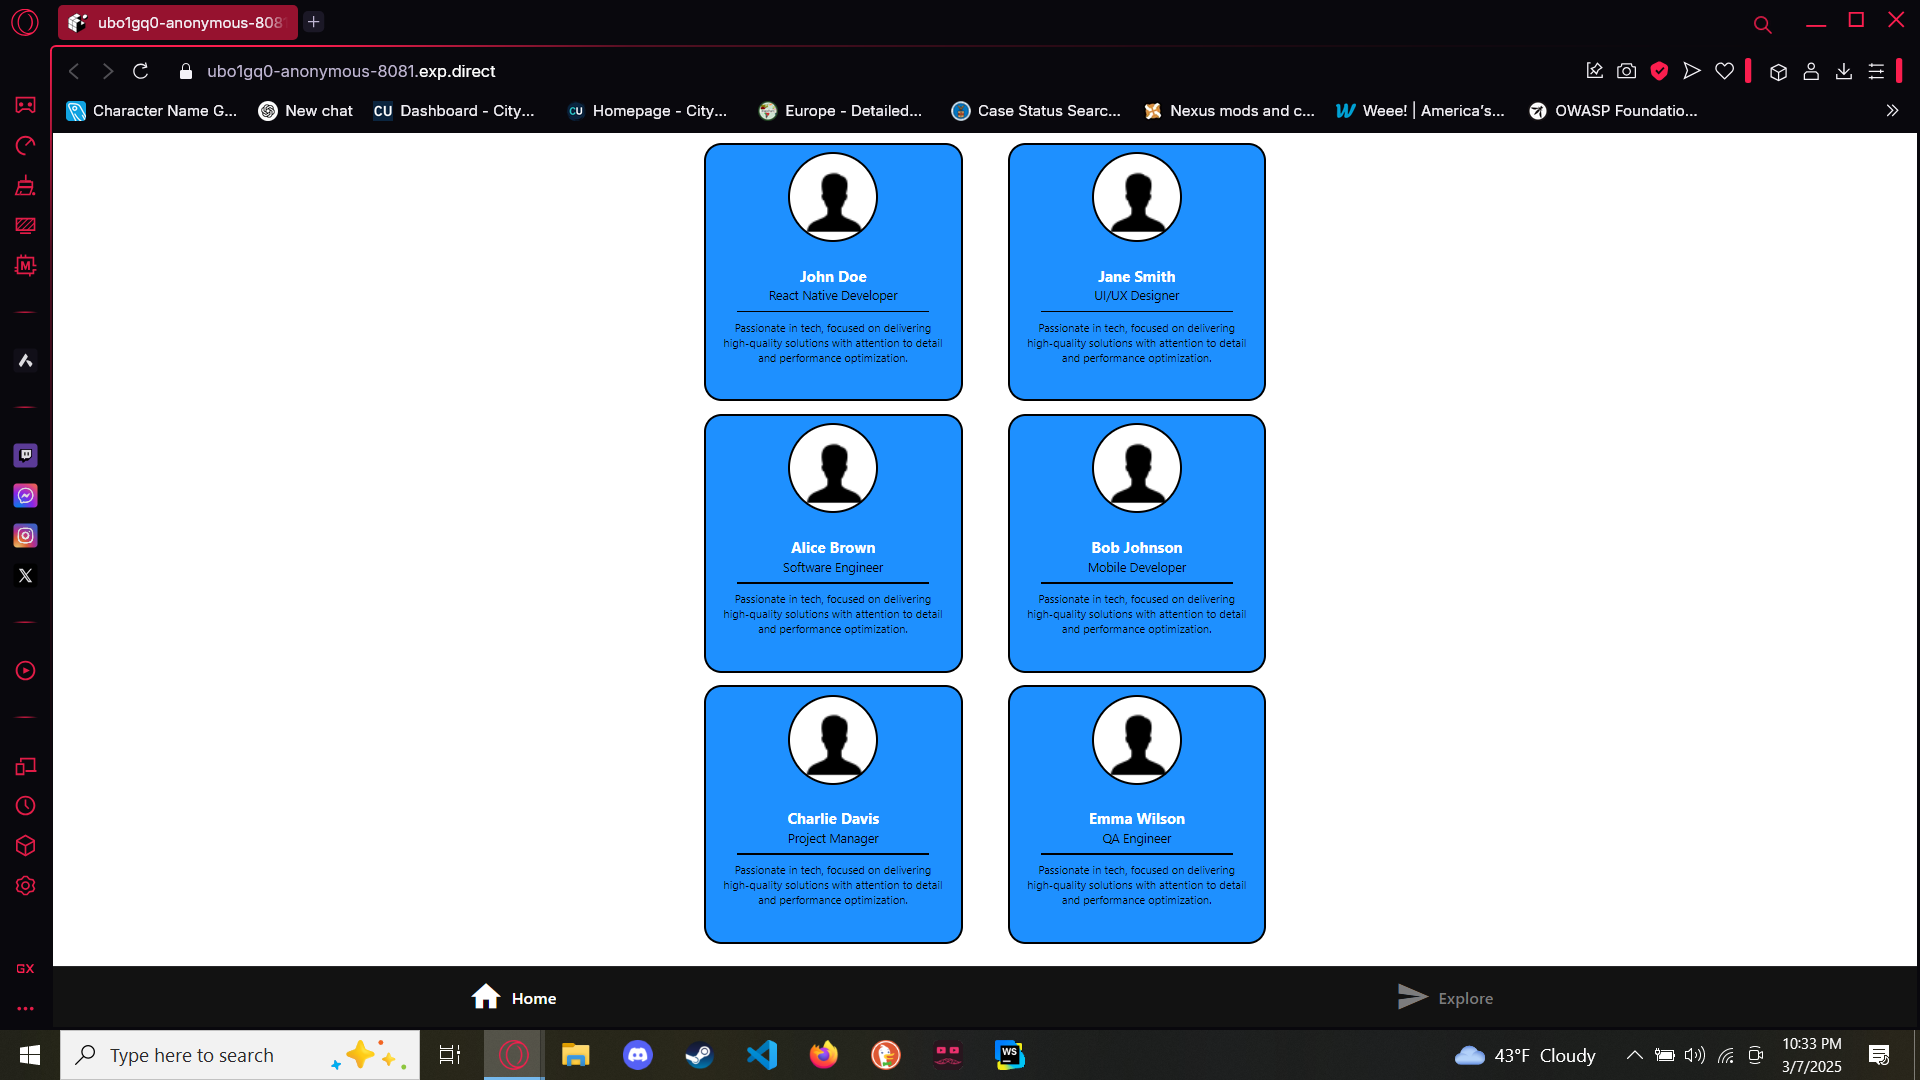 ubo1gq0-anonymous-808
ubo1gq0-anonymous-8081.exp.direct
Character Name G...
New chat
CU Dashboard - City...
CU Homepage - City...
Europe - Detailed...
Case Status Searc...
Nexus mods and c...
Weee! | America's...
OWASP Foundatio...
M
GX
John Doe
React Native Developer
Passionate in tech, focused on delivering
high-quality solutions with attention to detail
and performance optimization.
Jane Smith
UI/UX Designer
Passionate in tech, focused on delivering
high-quality solutions with attention to detail
and performance optimization.
Alice Brown
Software Engineer
Passionate in tech, focused on delivering
high-quality solutions with attention to detail
and performance optimization.
Bob Johnson
Mobile Developer
Passionate in tech, focused on delivering
high-quality solutions with attention to detail
and performance optimization.
Charlie Davis
Project Manager
Passionate in tech, focused on delivering
high-quality solutions with attention to detail
and performance optimization.
Emma Wilson
QA Engineer
Passionate in tech, focused on delivering
high-quality solutions with attention to detail
and performance optimization.
Home
Explore
Type here to search
WS
43°F Cloudy
10:33 PM
3/7/2025